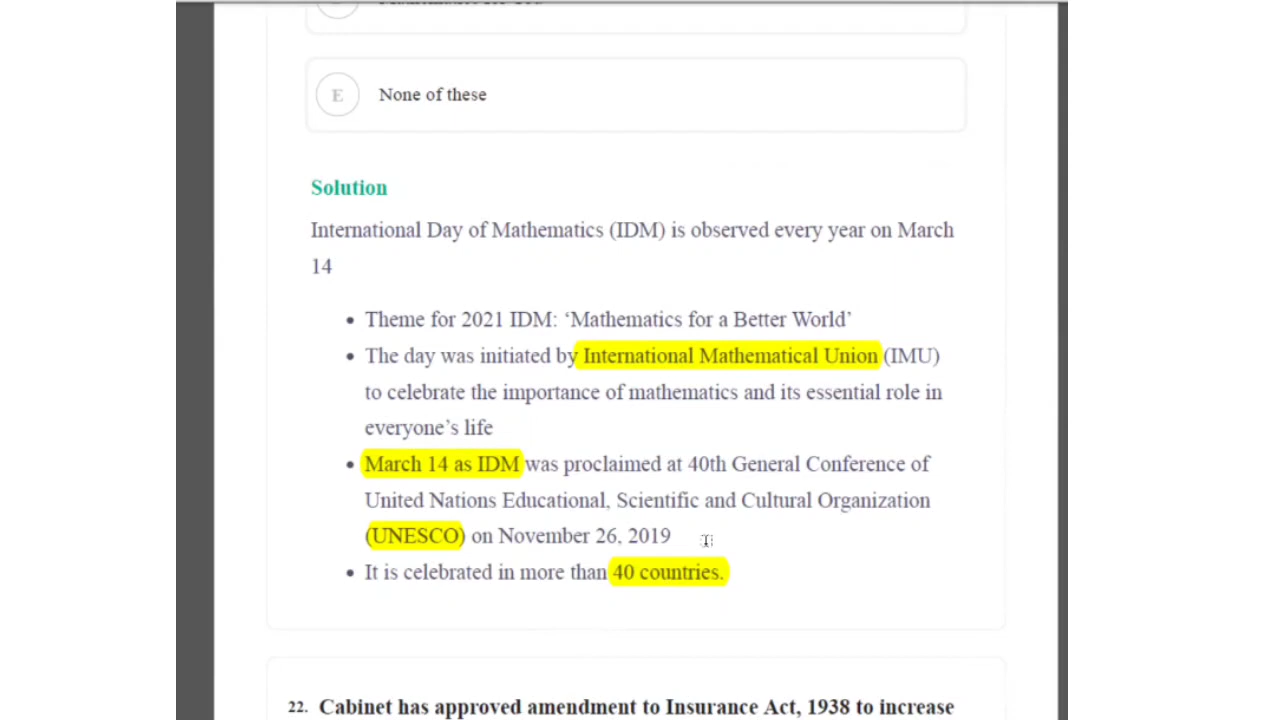 E None of these
Solution
International Day of Mathematics (IDM) is observed every year on March
14
• Theme for 2021 IDM: ‘Mathematics for a Better World’
• The day was initiated by International Mathematical Union (IMU)
to celebrate the importance of mathematics and its essential role in
everyone’s life
• March 14 as IDM was proclaimed at 40th General Conference of
United Nations Educational, Scientific and Cultural Organization
(UNESCO) on November 26, 2019
• It is celebrated in more than 40 countries.
22. Cabinet has approved amendment to Insurance Act, 1938 to increase